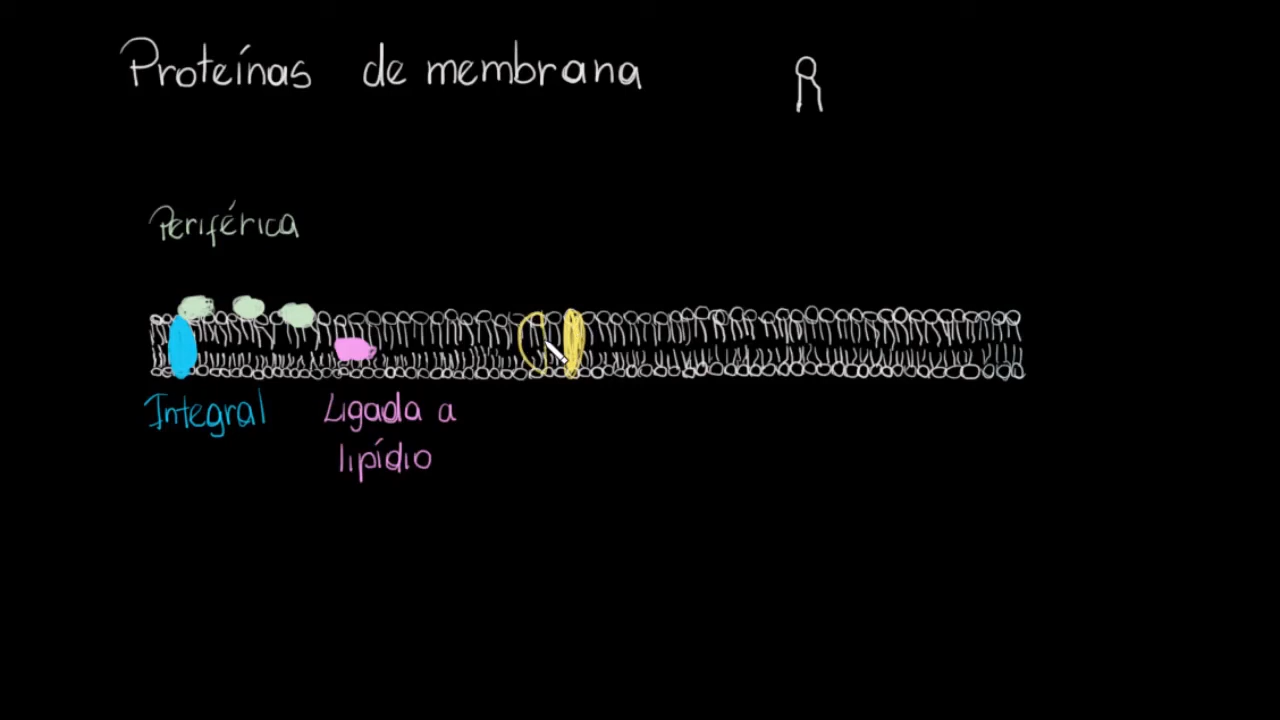 Proteínas de membrana
Periférica
Integral
Ligada a
lipídio